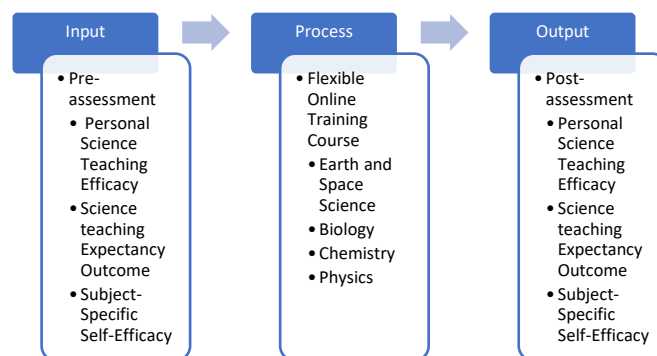 Input
• Pre-
assessment
• Personal
Science
Teaching
Efficacy
• Science
teaching
Expectancy
Outcome
• Subject-
Specific
Self-Efficacy
Process
• Flexible
Online
Training
Course
• Earth and
Space
Science
• Biology
• Chemistry
• Physics
Output
• Post-
assessment
• Personal
Science
Teaching
Efficacy
• Science
teaching
Expectancy
Outcome
• Subject-
Specific
Self-Efficacy